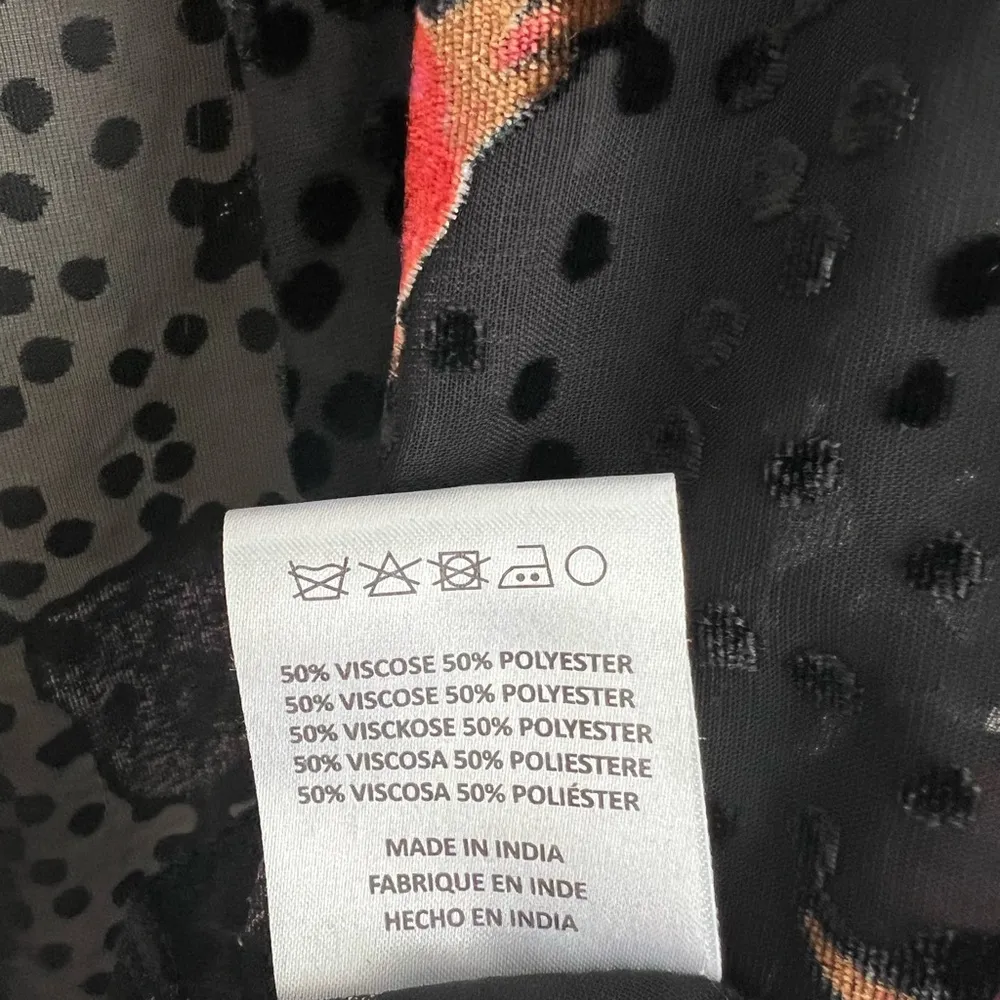 50% VISCOSE 50% POLYESTER
50% VISCOSE 50% POLYESTER
50% VISCKOSE 50% POLYESTER
50% VISCOSA 50% POLIESTERE
50% VISCOSA 50% POLIÉSTER
MADE IN INDIA
FABRIQUE EN INDE
HECHO EN INDIA